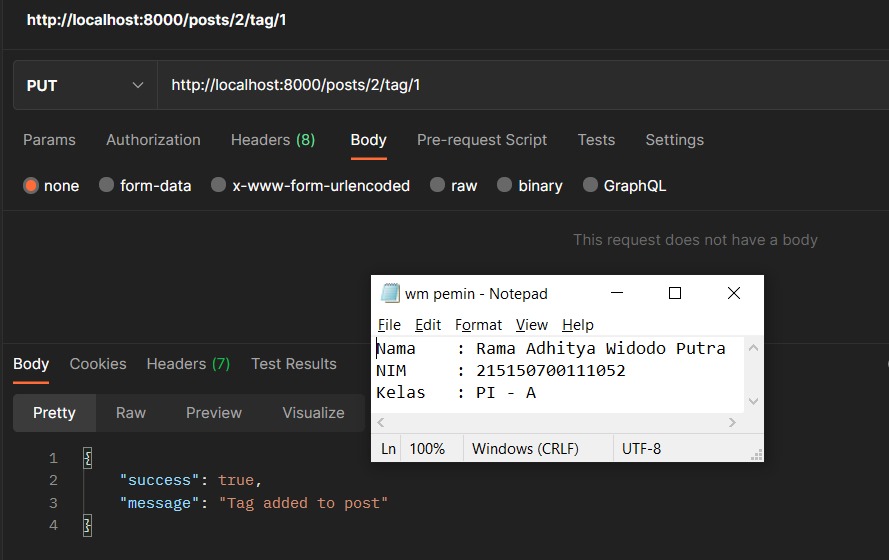 http://localhost:8000/posts/2/tag/1
PUT http://localhost:8000/posts/2/tag/1
Params Authorization Headers (8) Body Pre-request Script Tests Settings
none form-data x-www-form-urlencoded raw binary GraphQL
This request does not have a body
wm pemin - Notepad
File Edit Format View Help
Nama : Rama Adhitya Widodo Putra
NIM : 215150700111052
Kelas : PI - A
Ln 100% Windows (CRLF) UTF-8
Body Cookies Headers (7) Test Results
Pretty Raw Preview Visualize
1 {
2 "success": true,
3 "message": "Tag added to post"
4 }